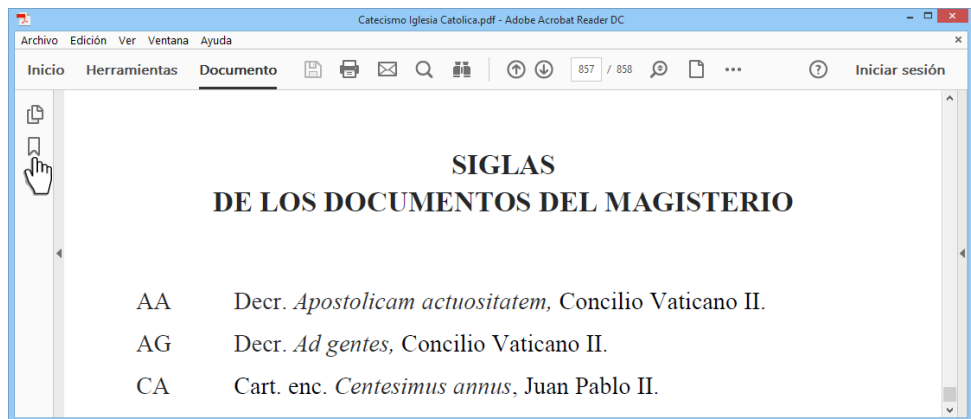 Catecismo Iglesia Catolica.pdf - Adobe Acrobat Reader DC
Archivo Edición Ver Ventana Ayuda
Inicio Herramientas Documento 857 / 858 Iniciar sesión
SIGLAS
DE LOS DOCUMENTOS DEL MAGISTERIO
AA Decr. Apostolicam actuositatem, Concilio Vaticano II.
AG Decr. Ad gentes, Concilio Vaticano II.
CA Cart. enc. Centesimus annus, Juan Pablo II.